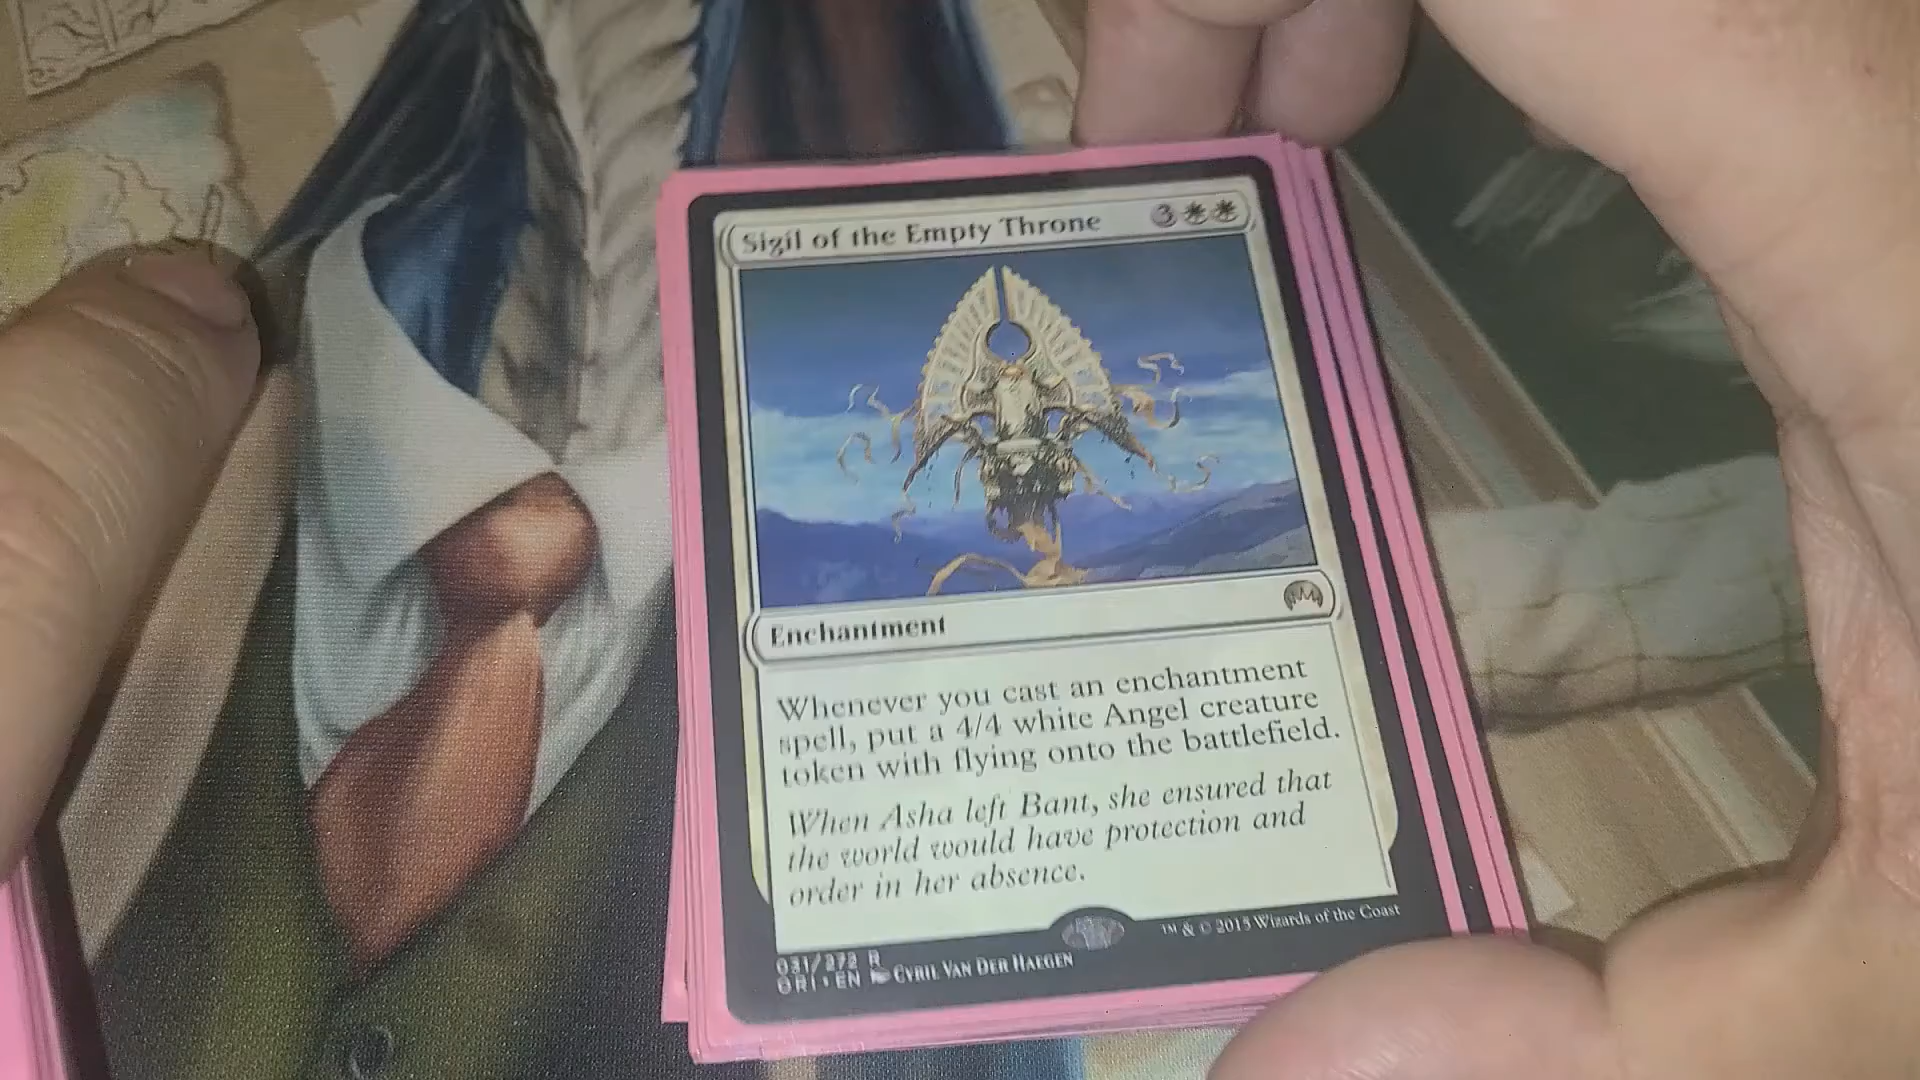 Sigil of the Empty Throne 3
Enchantment
Whenever you cast an enchantment
spell, put a 4/4 white Angel creature
token with flying onto the battlefield.
When Asha left Bant, she ensured that
the world would have protection and
order in her absence.
031/272 R
ORI • EN CYRIL VAN DER HAEGEN
™ & © 2015 Wizards of the Coast